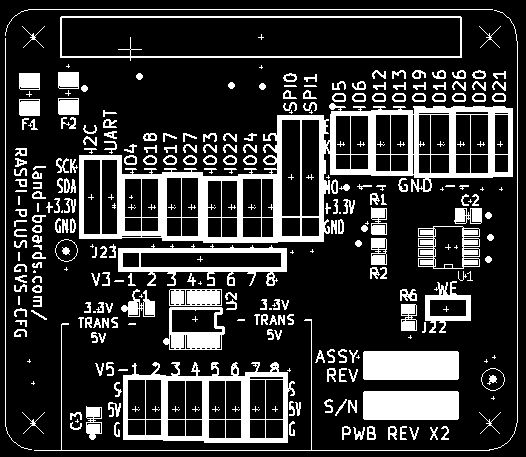 SPI0
SPI1
IO5
IO6
IO12
IO13
IO19
IO16
IO26
IO20
IO21
F1
F2
I2C
UART
IO4
IO18
IO17
IO27
IO23
IO22
IO24
IO25
SCK
SDA
+3.3V
GND
NO
+3.3V
GND
-- GND --
R1
R2
C2
U1
land-boards.com/
RASPI-PLUS-GVS-CFG
J23
V3-1 2 3 4 5 6 7 8
C1
U2
3.3V
TRANS
5V
3.3V
TRANS
5V
R6
WE
J22
V5-1 2 3 4 5 6 7 8
S
5V
G
S
5V
G
C3
ASSY
REV
S/N
PWB REV X2